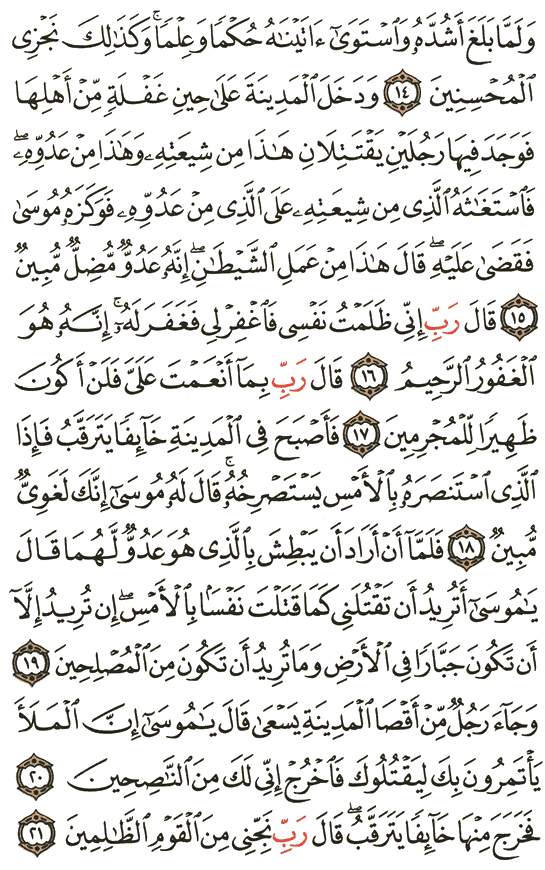 وَلَمَّا بَلَغَ أَشُدَّهُۥ وَٱسْتَوَىٰٓ ءَاتَيْنَٰهُ حُكْمًا وَعِلْمًا ۚ وَكَذَٰلِكَ نَجْزِى
ٱلْمُحْسِنِينَ ١٤ وَدَخَلَ ٱلْمَدِينَةَ عَلَىٰ حِينِ غَفْلَةٍ مِّنْ أَهْلِهَا
فَوَجَدَ فِيهَا رَجُلَيْنِ يَقْتَتِلَانِ هَٰذَا مِن شِيعَتِهِۦ وَهَٰذَا مِنْ عَدُوِّهِۦ ۖ
فَٱسْتَغَٰثَهُ ٱلَّذِى مِن شِيعَتِهِۦ عَلَى ٱلَّذِى مِنْ عَدُوِّهِۦ فَوَكَزَهُۥ مُوسَىٰ
فَقَضَىٰ عَلَيْهِ ۖ قَالَ هَٰذَا مِنْ عَمَلِ ٱلشَّيْطَٰنِ ۖ إِنَّهُۥ عَدُوٌّ مُّضِلٌّ مُّبِينٌ
١٥ قَالَ رَبِّ إِنِّى ظَلَمْتُ نَفْسِى فَٱغْفِرْ لِى فَغَفَرَ لَهُۥٓ ۚ إِنَّهُۥ هُوَ
ٱلْغَفُورُ ٱلرَّحِيمُ ١٦ قَالَ رَبِّ بِمَآ أَنْعَمْتَ عَلَىَّ فَلَنْ أَكُونَ
ظَهِيرًا لِّلْمُجْرِمِينَ ١٧ فَأَصْبَحَ فِى ٱلْمَدِينَةِ خَآئِفًا يَتَرَقَّبُ فَإِذَا
ٱلَّذِى ٱسْتَنصَرَهُۥ بِٱلْأَمْسِ يَسْتَصْرِخُهُۥ ۚ قَالَ لَهُۥ مُوسَىٰٓ إِنَّكَ لَغَوِىٌّ
مُّبِينٌ ١٨ فَلَمَّآ أَنْ أَرَادَ أَن يَبْطِشَ بِٱلَّذِى هُوَ عَدُوٌّ لَّهُمَا قَالَ
يَٰمُوسَىٰٓ أَتُرِيدُ أَن تَقْتُلَنِى كَمَا قَتَلْتَ نَفْسًۢا بِٱلْأَمْسِ ۖ إِن تُرِيدُ إِلَّآ
أَن تَكُونَ جَبَّارًا فِى ٱلْأَرْضِ وَمَا تُرِيدُ أَن تَكُونَ مِنَ ٱلْمُصْلِحِينَ ١٩
وَجَآءَ رَجُلٌ مِّنْ أَقْصَا ٱلْمَدِينَةِ يَسْعَىٰ قَالَ يَٰمُوسَىٰٓ إِنَّ ٱلْمَلَأَ
يَأْتَمِرُونَ بِكَ لِيَقْتُلُوكَ فَٱخْرُجْ إِنِّى لَكَ مِنَ ٱلنَّٰصِحِينَ ٢٠
فَخَرَجَ مِنْهَا خَآئِفًا يَتَرَقَّبُ ۖ قَالَ رَبِّ نَجِّنِى مِنَ ٱلْقَوْمِ ٱلظَّٰلِمِينَ ٢١